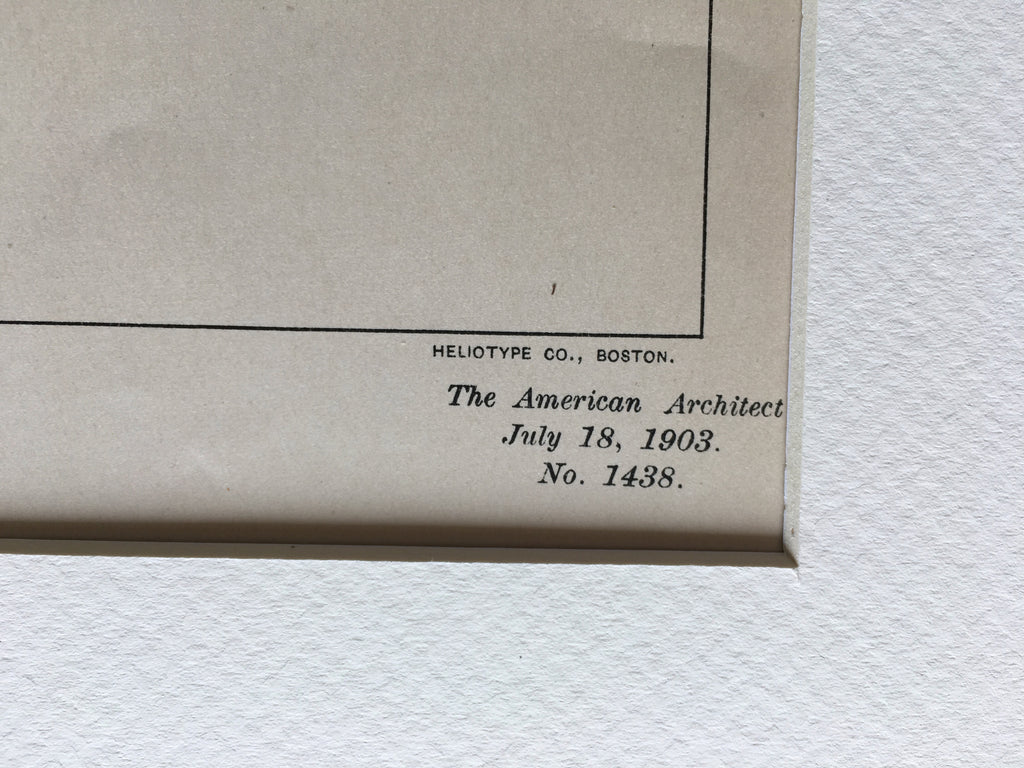 HELIOTYPE CO., BOSTON.
The American Architect
July 18, 1903.
No. 1438.